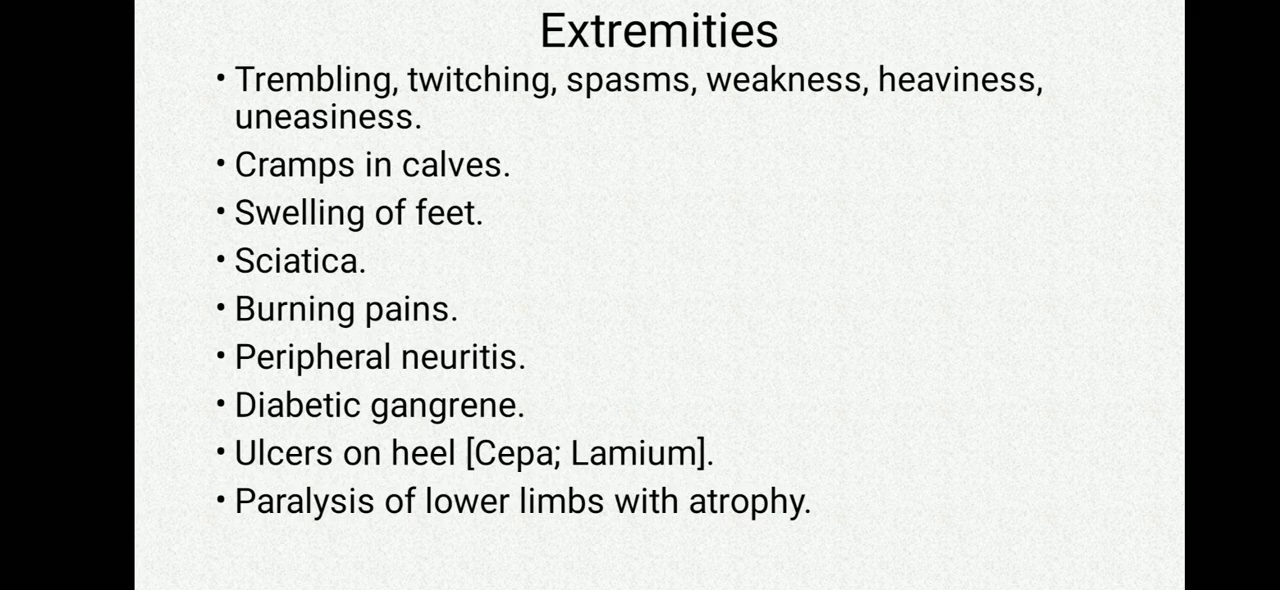 Extremities
• Trembling, twitching, spasms, weakness, heaviness,
uneasiness.
• Cramps in calves.
• Swelling of feet.
• Sciatica.
• Burning pains.
• Peripheral neuritis.
• Diabetic gangrene.
• Ulcers on heel [Cepa; Lamium].
• Paralysis of lower limbs with atrophy.